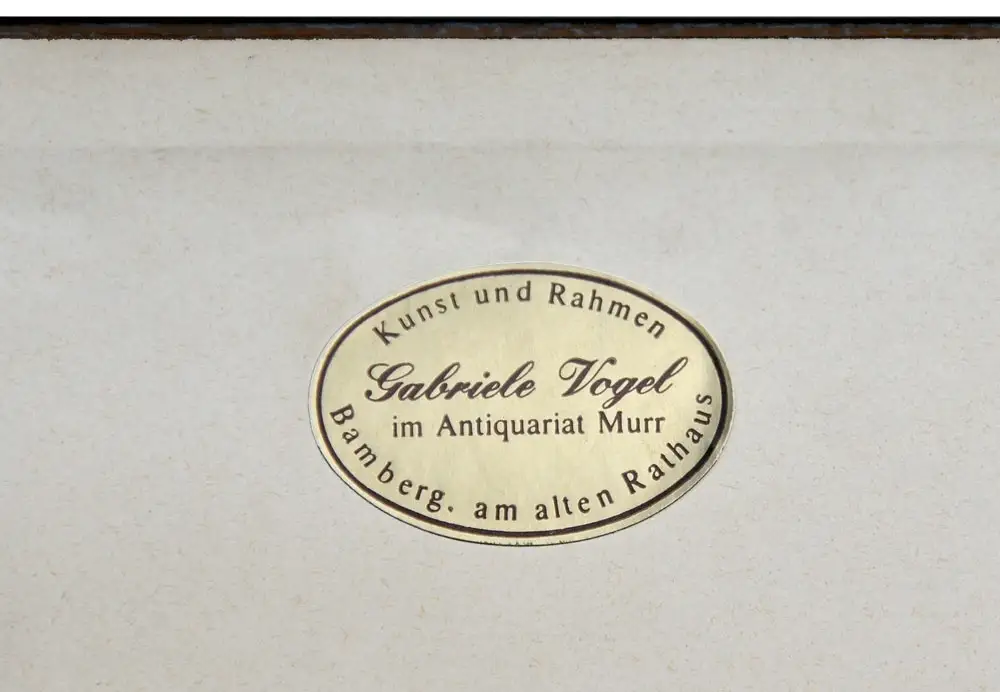 Kunst und Rahmen
Gabriele Vogel
im Antiquariat Murr
Bamberg. am alten Rathaus